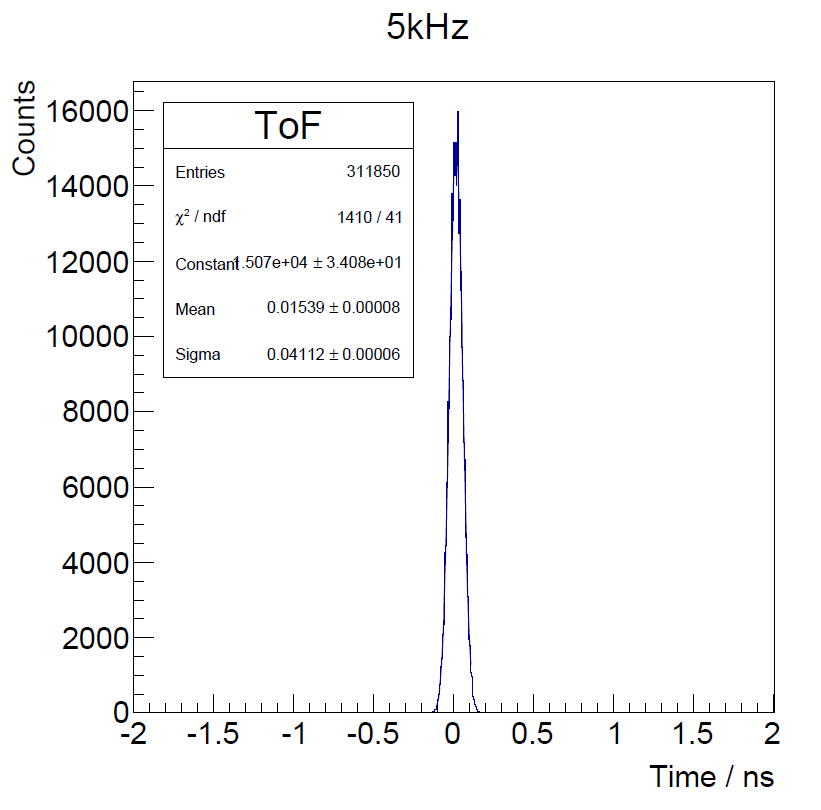 5kHz
Counts
ToF
Entries 311850
χ² / ndf 1410 / 41
Constant 1.507e+04 ± 3.408e+01
Mean 0.01539 ± 0.00008
Sigma 0.04112 ± 0.00006
16000
14000
12000
10000
8000
6000
4000
2000
0
-2 -1.5 -1 -0.5 0 0.5 1 1.5 2
Time / ns